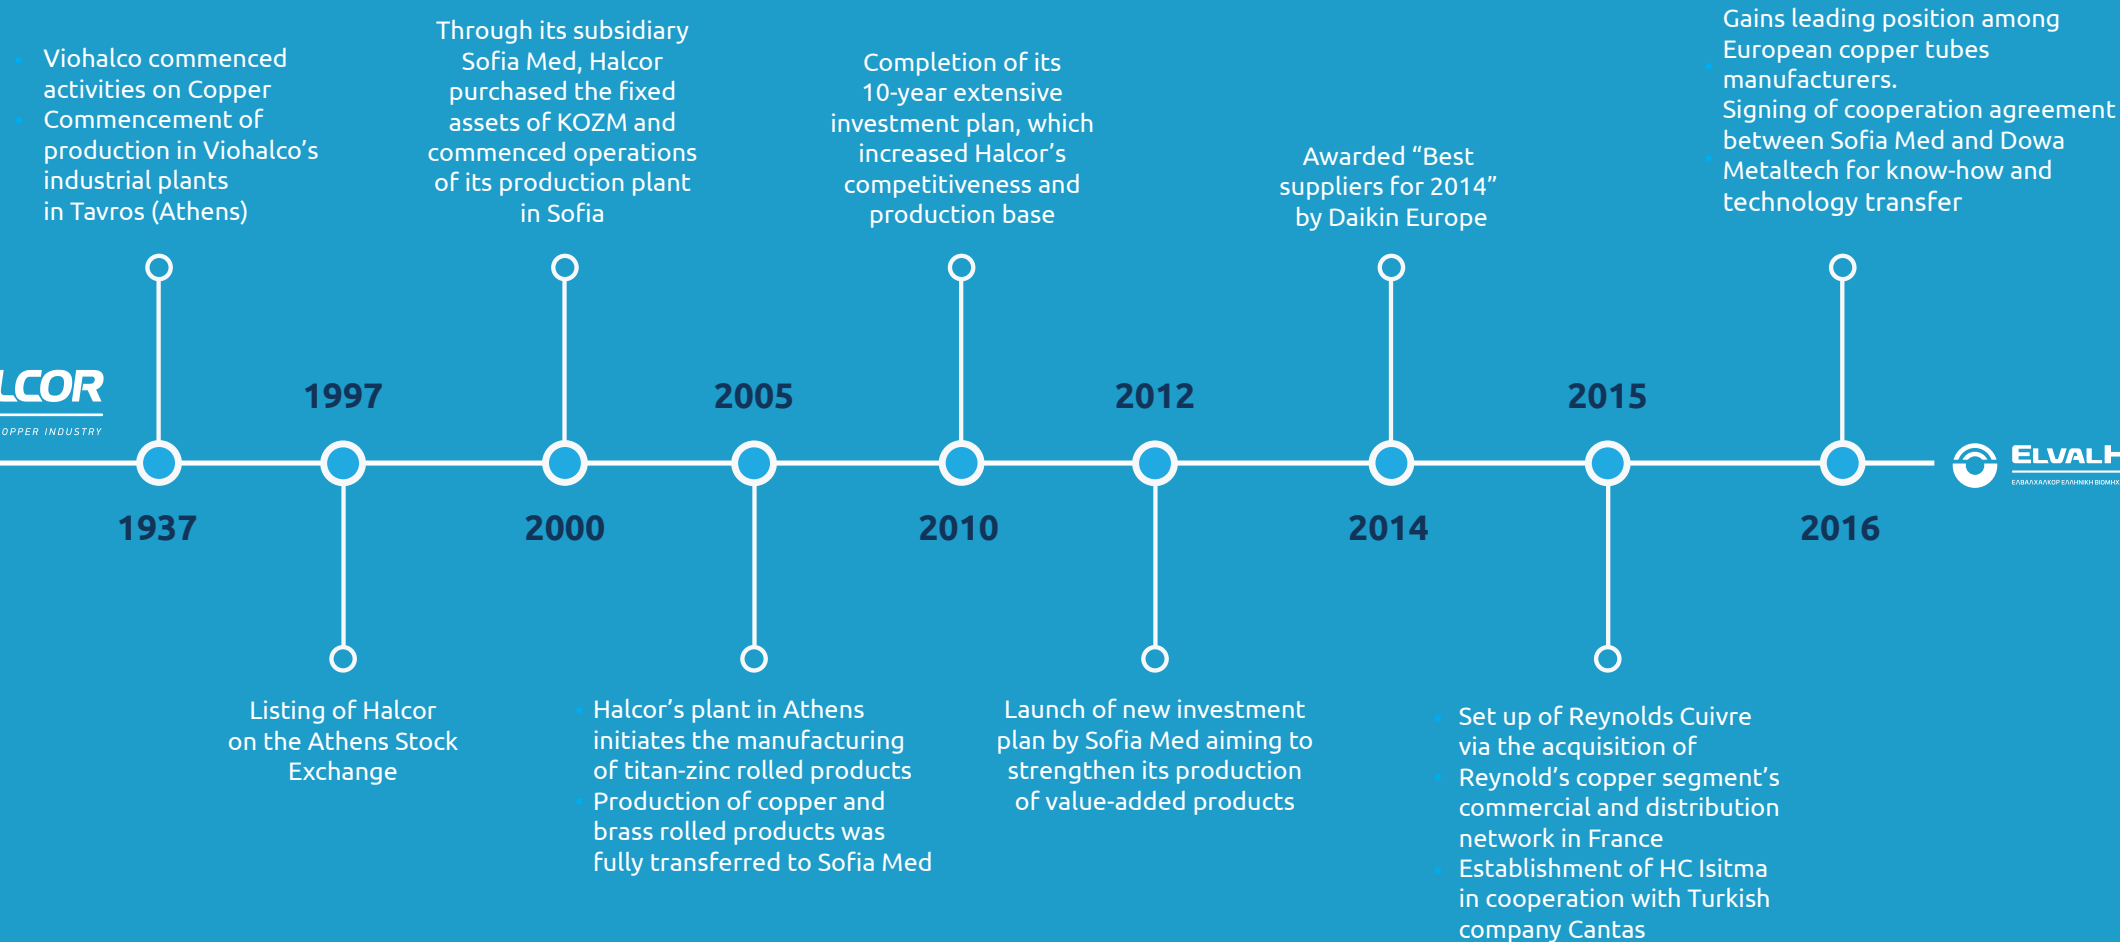 Viohalco commenced
activities on Copper
Commencement of
production in Viohalco’s
industrial plants
in Tavros (Athens)
Through its subsidiary
Sofia Med, Halcor
purchased the fixed
assets of KOZM and
commenced operations
of its production plant
in Sofia
Completion of its
10-year extensive
investment plan, which
increased Halcor’s
competitiveness and
production base
Awarded “Best
suppliers for 2014”
by Daikin Europe
Gains leading position among
European copper tubes
manufacturers.
Signing of cooperation agreement
between Sofia Med and Dowa
Metaltech for know-how and
technology transfer
LCOR
OPPER INDUSTRY
1997
2005
2012
2015
ELVALH
ΕΛΒΑΛΧΑΛΚΟΡ ΕΛΛΗΝΙΚΗ ΒΙΟΜΗΧ
1937
2000
2010
2014
2016
Listing of Halcor
on the Athens Stock
Exchange
Halcor’s plant in Athens
initiates the manufacturing
of titan-zinc rolled products
Production of copper and
brass rolled products was
fully transferred to Sofia Med
Launch of new investment
plan by Sofia Med aiming to
strengthen its production
of value-added products
Set up of Reynolds Cuivre
via the acquisition of
Reynold’s copper segment’s
commercial and distribution
network in France
Establishment of HC Isitma
in cooperation with Turkish
company Cantas